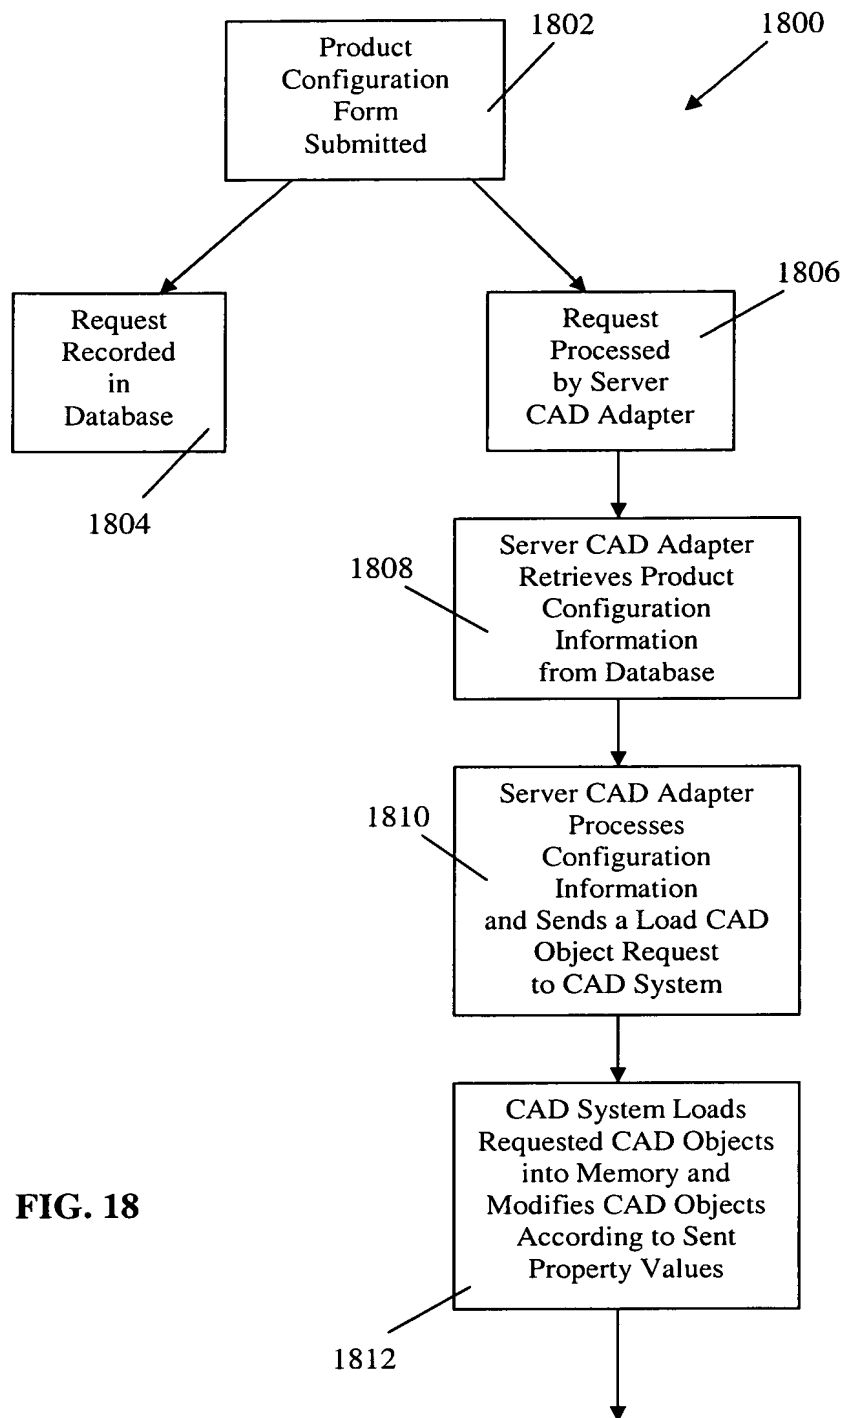 1802
1800
Product
Configuration
Form
Submitted
1806
Request
Recorded
in
Database
1804
Request
Processed
by Server
CAD Adapter
1808
Server CAD Adapter
Retrieves Product
Configuration
Information
from Database
1810
Server CAD Adapter
Processes
Configuration
Information
and Sends a Load CAD
Object Request
to CAD System
CAD System Loads
Requested CAD Objects
into Memory and
Modifies CAD Objects
According to Sent
Property Values
1812
FIG. 18